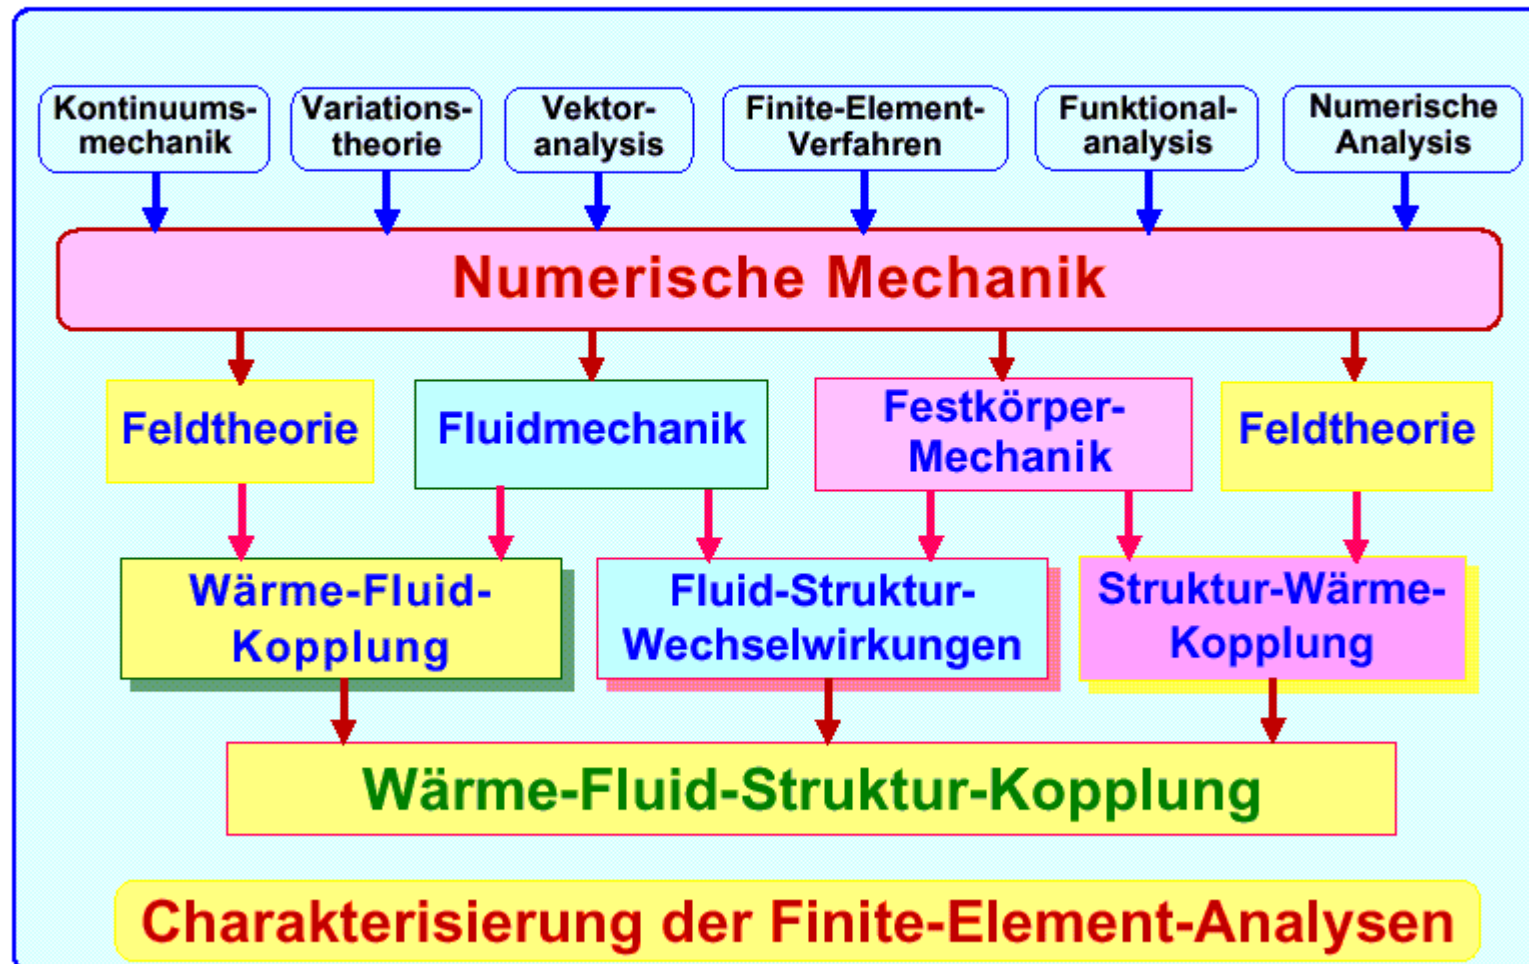 Kontinuums-
mechanik
Variations-
theorie
Vektor-
analysis
Finite-Element-
Verfahren
Funktional-
analysis
Numerische
Analysis
Numerische Mechanik
Feldtheorie
Fluidmechanik
Festkörper-
Mechanik
Feldtheorie
Wärme-Fluid-
Kopplung
Fluid-Struktur-
Wechselwirkungen
Struktur-Wärme-
Kopplung
Wärme-Fluid-Struktur-Kopplung
Charakterisierung der Finite-Element-Analysen